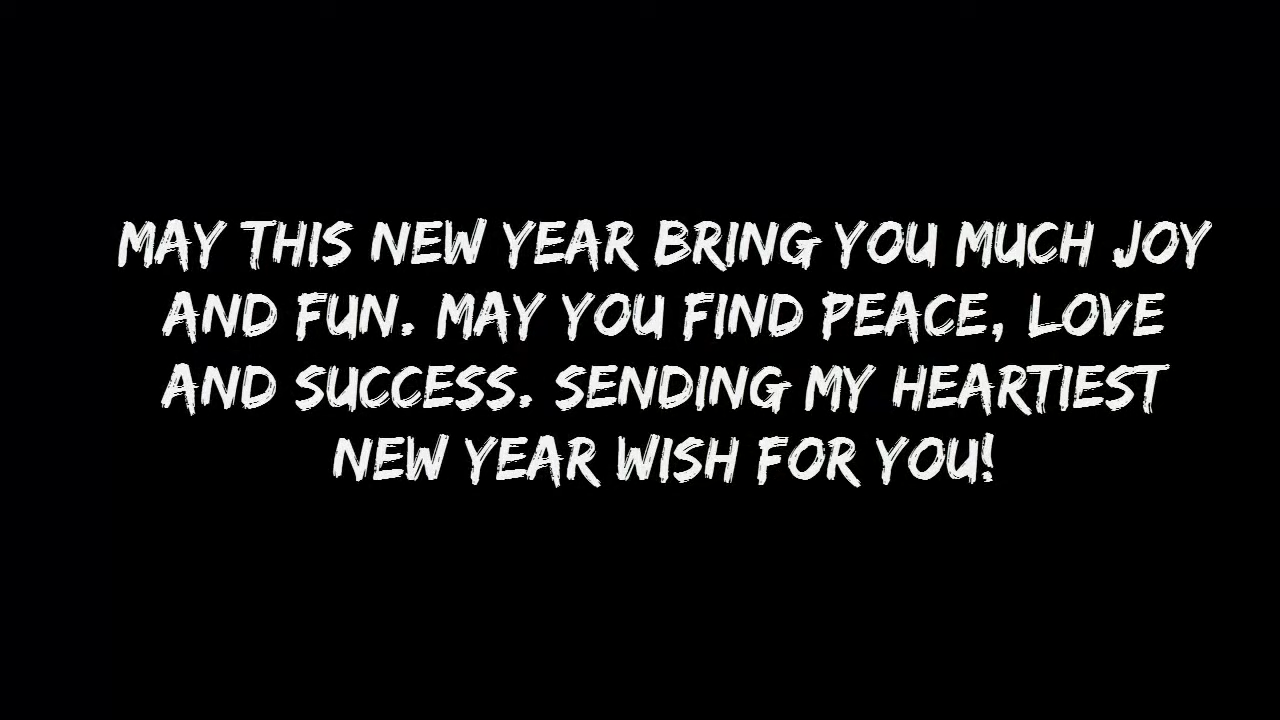 MAY THIS NEW YEAR BRING YOU MUCH JOY
AND FUN. MAY YOU FIND PEACE, LOVE
AND SUCCESS. SENDING MY HEARTIEST
NEW YEAR WISH FOR YOU!